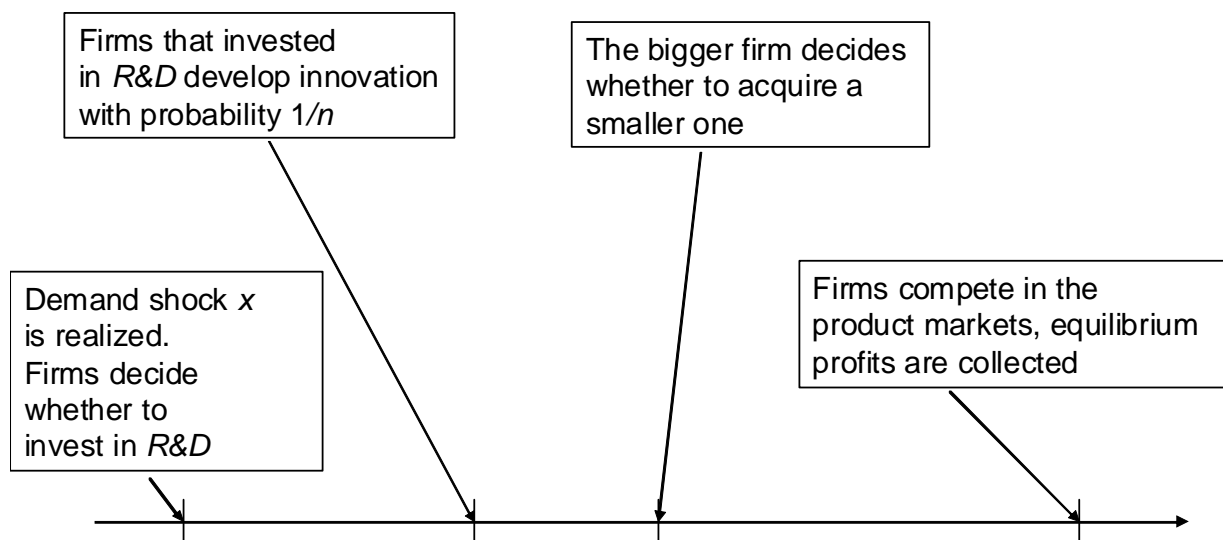 Firms that invested
in R&D develop innovation
with probability 1/n
The bigger firm decides
whether to acquire a
smaller one
Demand shock x
is realized.
Firms decide
whether to
invest in R&D
Firms compete in the
product markets, equilibrium
profits are collected